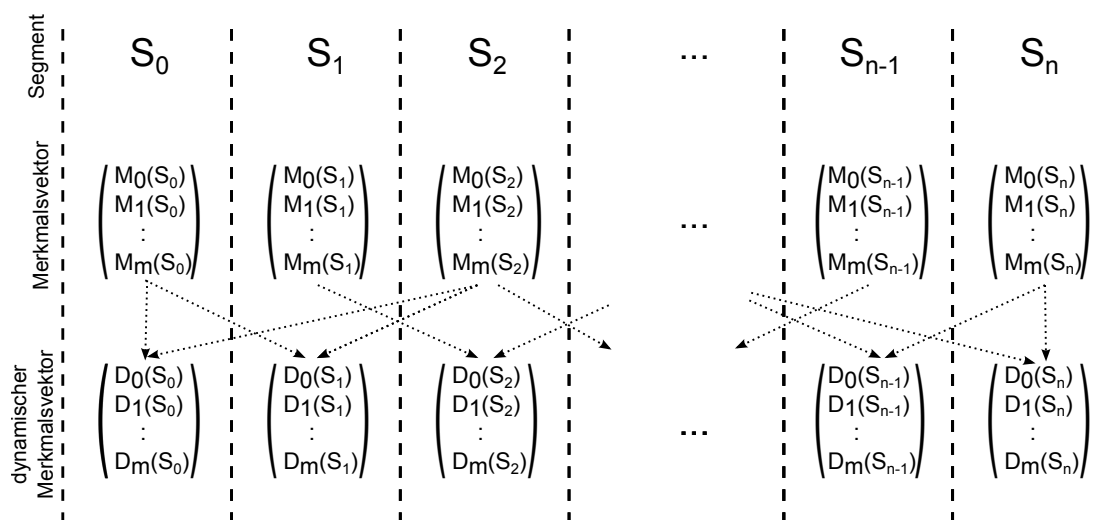 Segment S₀ S₁ S₂ ... Sₙ₋₁ Sₙ
Merkmalsvektor
M₀(S₀) M₀(S₁) M₀(S₂) M₀(Sₙ₋₁) M₀(Sₙ)
M₁(S₀) M₁(S₁) M₁(S₂) ... M₁(Sₙ₋₁) M₁(Sₙ)
: : : : :
Mm(S₀) Mm(S₁) Mm(S₂) Mm(Sₙ₋₁) Mm(Sₙ)
dynamischer
Merkmalsvektor
D₀(S₀) D₀(S₁) D₀(S₂) D₀(Sₙ₋₁) D₀(Sₙ)
D₁(S₀) D₁(S₁) D₁(S₂) ... D₁(Sₙ₋₁) D₁(Sₙ)
: : : : :
Dm(S₀) Dm(S₁) Dm(S₂) Dm(Sₙ₋₁) Dm(Sₙ)